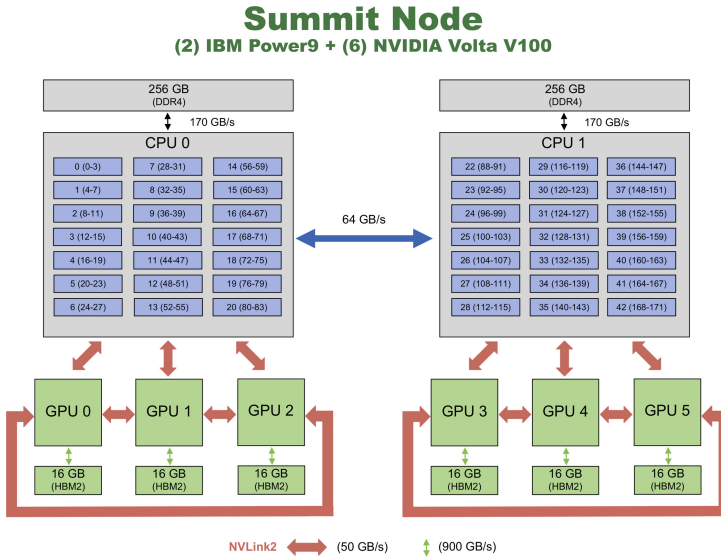 Summit Node
(2) IBM Power9 + (6) NVIDIA Volta V100
256 GB
(DDR4)
170 GB/s
CPU 0
0 (0-3)
7 (28-31)
14 (56-59)
1 (4-7)
8 (32-35)
15 (60-63)
2 (8-11)
9 (36-39)
16 (64-67)
3 (12-15)
10 (40-43)
17 (68-71)
4 (16-19)
11 (44-47)
18 (72-75)
5 (20-23)
12 (48-51)
19 (76-79)
6 (24-27)
13 (52-55)
20 (80-83)
64 GB/s
256 GB
(DDR4)
170 GB/s
CPU 1
22 (88-91)
29 (116-119)
36 (144-147)
23 (92-95)
30 (120-123)
37 (148-151)
24 (96-99)
31 (124-127)
38 (152-155)
25 (100-103)
32 (128-131)
39 (156-159)
26 (104-107)
33 (132-135)
40 (160-163)
27 (108-111)
34 (136-139)
41 (164-167)
28 (112-115)
35 (140-143)
42 (168-171)
GPU 0
GPU 1
GPU 2
16 GB
(HBM2)
16 GB
(HBM2)
16 GB
(HBM2)
GPU 3
GPU 4
GPU 5
16 GB
(HBM2)
16 GB
(HBM2)
16 GB
(HBM2)
NVLink2
(50 GB/s)
(900 GB/s)